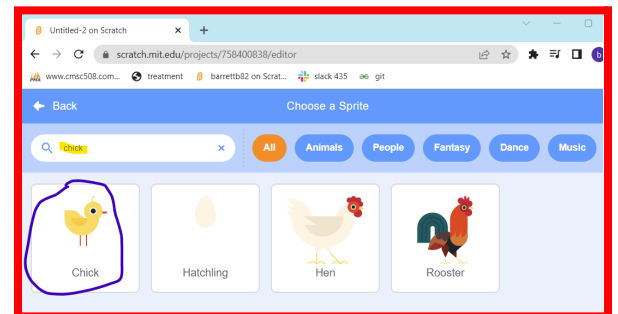 Untitled-2 on Scratch
scratch.mit.edu/projects/758400838/editor
b
www.cmsc508.com... treatment barrettb82 on Scrat... slack 435 git
Back Choose a Sprite
chick All Animals People Fantasy Dance Music
Chick Hatchling Hen Rooster